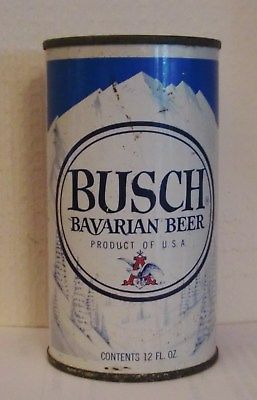 BUSCH
BAVARIAN BEER
PRODUCT OF U.S.A.
CONTENTS 12 FL. OZ.